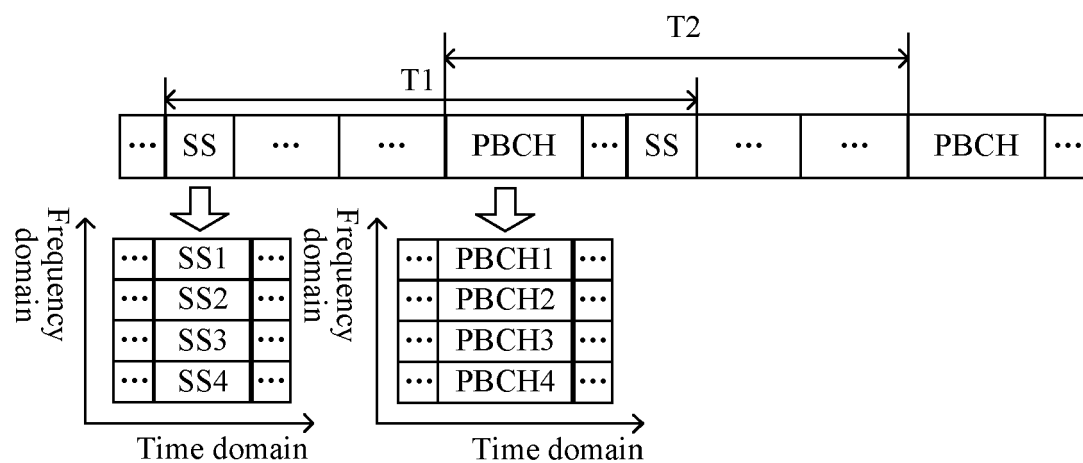 T2
T1
··· SS ··· ··· PBCH ··· SS ··· ··· PBCH ···
Frequency
domain
··· SS1 ···
··· SS2 ···
··· SS3 ···
··· SS4 ···
Time domain
Frequency
domain
··· PBCH1 ···
··· PBCH2 ···
··· PBCH3 ···
··· PBCH4 ···
Time domain